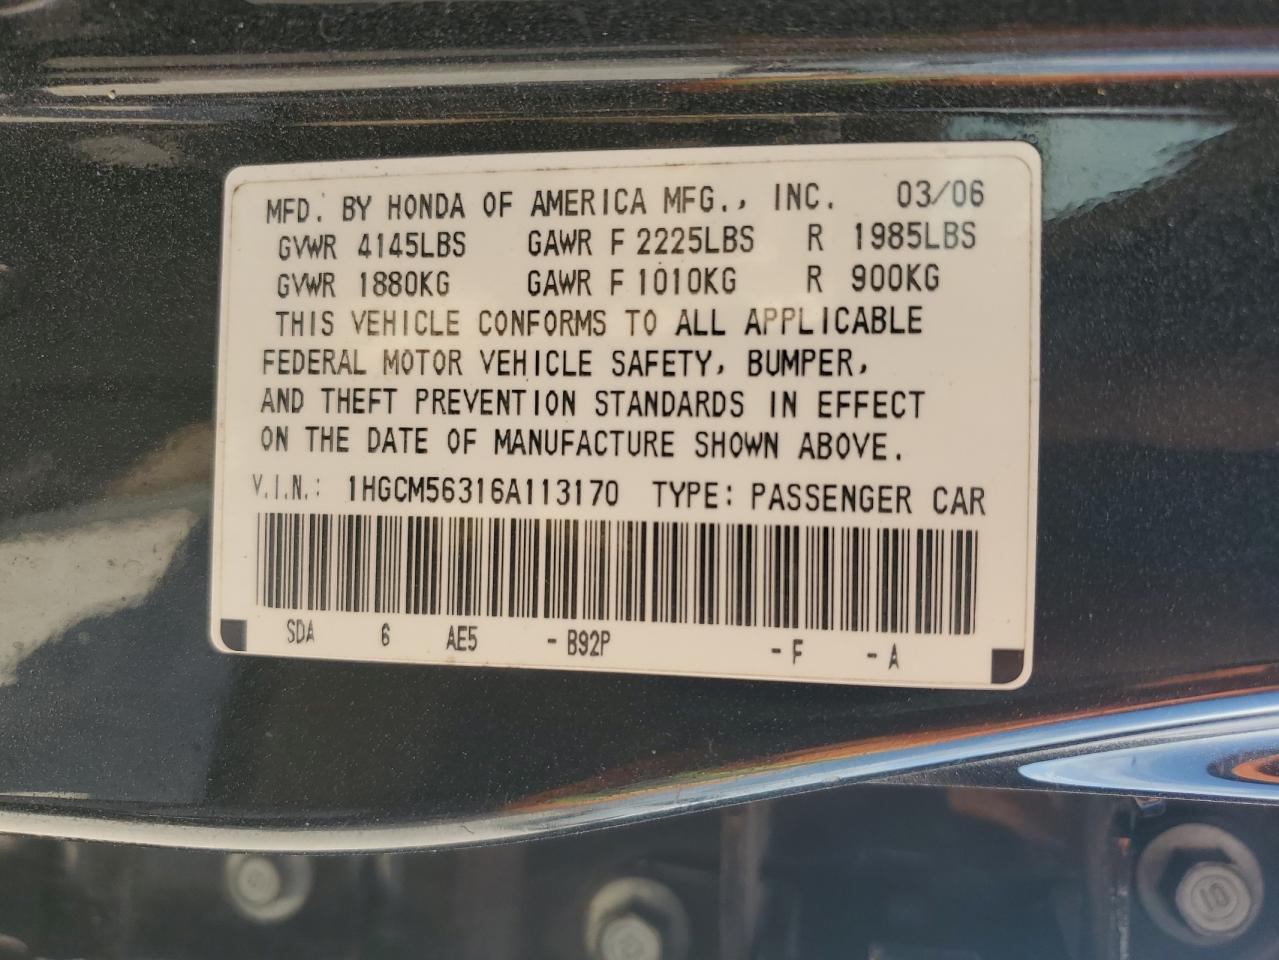 MFD. BY HONDA OF AMERICA MFG., INC. 03/06
GVWR 4145LBS GAWR F 2225LBS R 1985LBS
GVWR 1880KG GAWR F 1010KG R 900KG
THIS VEHICLE CONFORMS TO ALL APPLICABLE
FEDERAL MOTOR VEHICLE SAFETY, BUMPER,
AND THEFT PREVENTION STANDARDS IN EFFECT
ON THE DATE OF MANUFACTURE SHOWN ABOVE.
V.I.N.: 1HGCM56316A113170 TYPE: PASSENGER CAR
SDA 6 AE5 -B92P -F -A
10